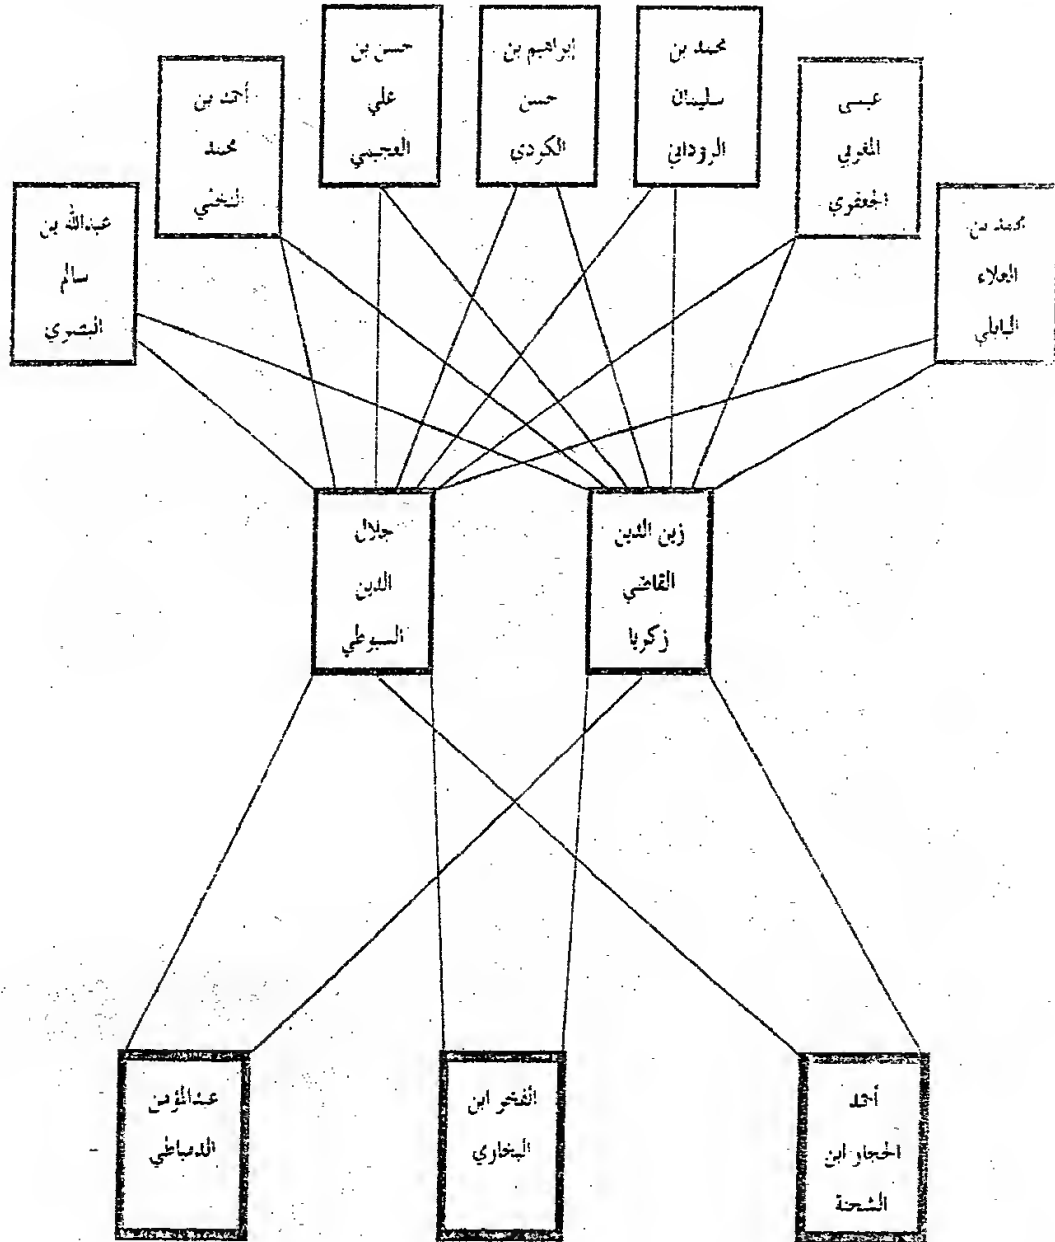 محمد بن
العلاء
البابلي
عيسى
المغربي
الجعفري
محمد بن
سليمان
الروداني
إبراهيم بن
حسن
الكردي
حسن بن
علي
العجيمي
أحمد بن
محمد
النخلي
عبدالله بن
سالم
البصري
زين الدين
القاضي
زكريا
جلال
الدين
السيوطي
أحمد
الحجار ابن
الشحنة
الفخر ابن
البخاري
عبدالمؤمن
الدمياطي